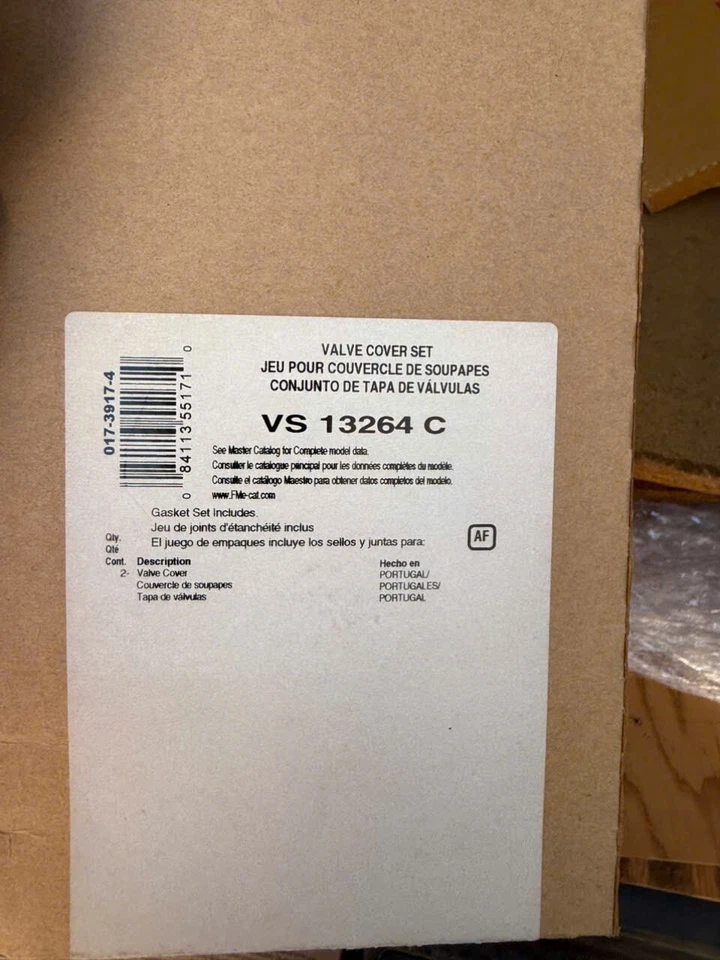 017-3917-4
0 84113 55171 0
VALVE COVER SET
JEU POUR COUVERCLE DE SOUPAPES
CONJUNTO DE TAPA DE VÁLVULAS
VS 13264 C
See Master Catalog for Complete model data.
Consulter le catalogue principal pour les données complètes du modèle.
Consulte el catálogo Maestro para obtener datos completos del modelo.
www.FMe-cat.com
Gasket Set Includes.
Jeu de joints d'étanchéité inclus
El juego de empaques incluye los sellos y juntas para:
AF
Qty.
Qté
Cont. Description Hecho en
2- Valve Cover PORTUGAL/
Couvercle de soupapes PORTUGALES/
Tapa de válvulas PORTUGAL